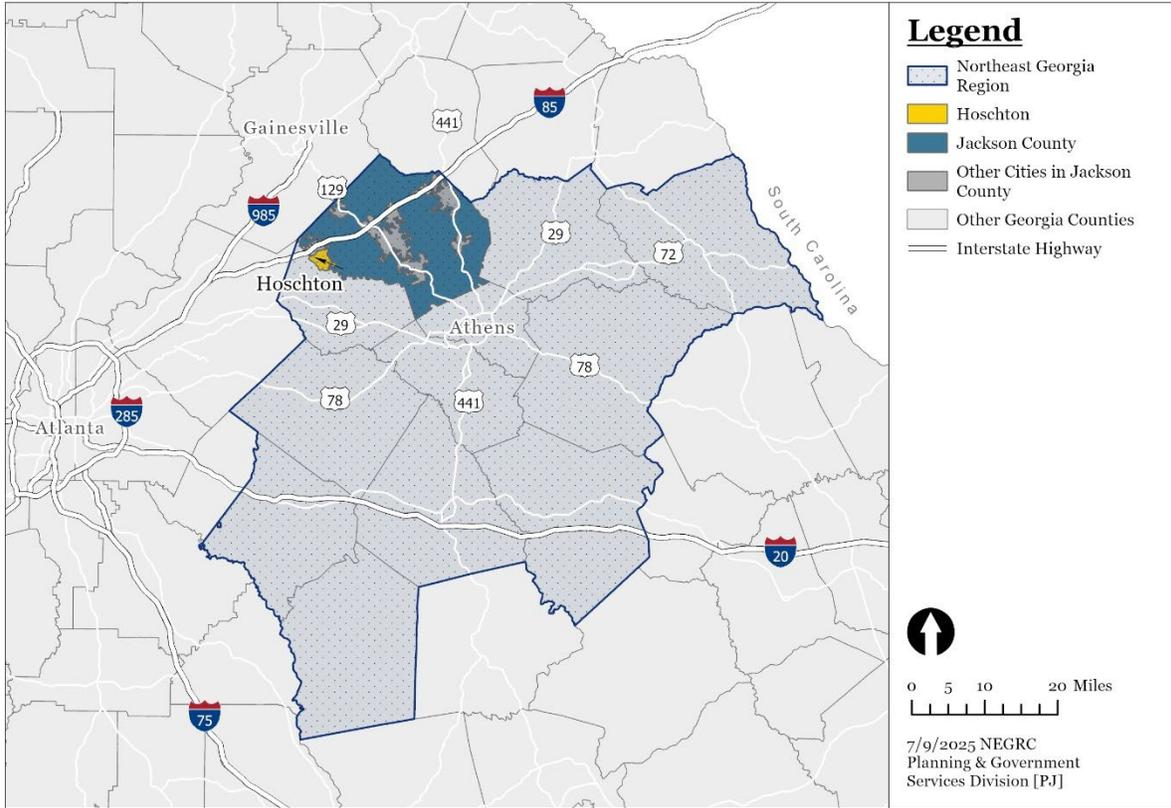 Gainesville
441
85
129
985
29
72
South Carolina
Hoschton
29
Athens
78
285
78
441
Atlanta
20
75
Legend
Northeast Georgia
Region
Hoschton
Jackson County
Other Cities in Jackson
County
Other Georgia Counties
Interstate Highway
0 5 10 20 Miles
7/9/2025 NEGRC
Planning & Government
Services Division [PJ]